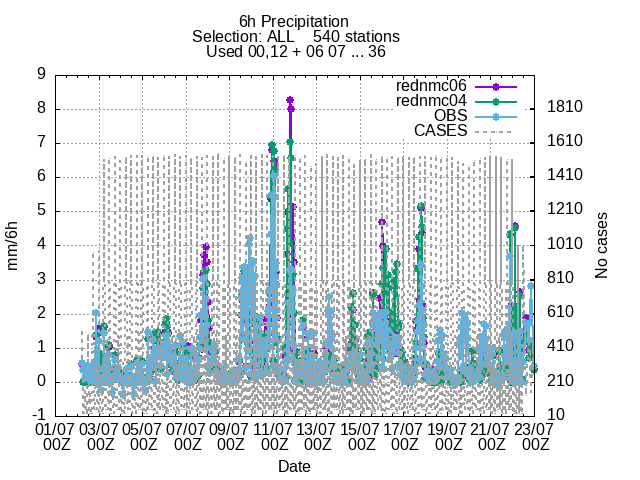 6h Precipitation
Selection: ALL    540 stations
Used 00,12 + 06 07 ... 36
rednmc06
rednmc04
OBS
CASES
9
8
7
6
5
4
3
2
1
0
-1
mm/6h
1810
1610
1410
1210
1010
810
610
410
210
10
No cases
01/07 03/07 05/07 07/07 09/07 11/07 13/07 15/07 17/07 19/07 21/07 23/07
00Z 00Z 00Z 00Z 00Z 00Z 00Z 00Z 00Z 00Z 00Z 00Z
Date